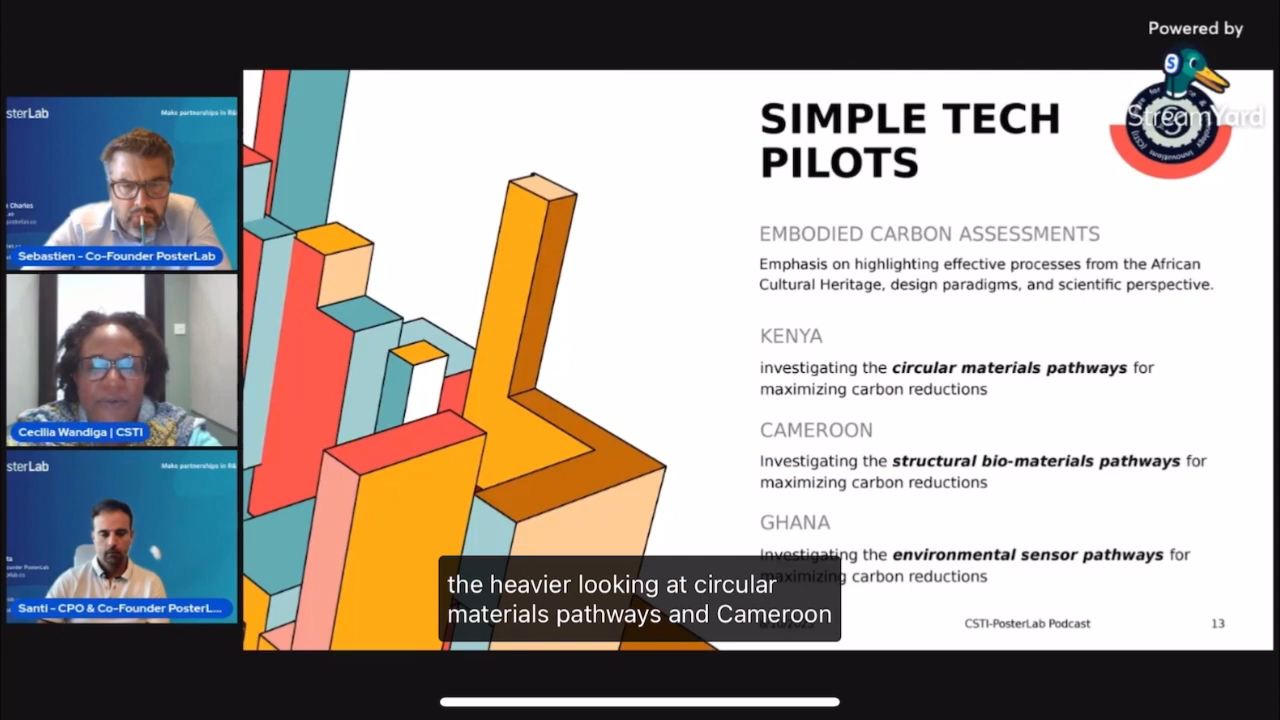 Powered by
StreamYard
sterLab
Make partnerships in R&
Charles
Sebastien - Co-Founder PosterLab
Cecilia Wandiga | CSTI
sterLab
Make partnerships in R&
Santi - CPO & Co-Founder PosterL...
SIMPLE TECH
PILOTS
EMBODIED CARBON ASSESSMENTS
Emphasis on highlighting effective processes from the African
Cultural Heritage, design paradigms, and scientific perspective.
KENYA
investigating the circular materials pathways for
maximizing carbon reductions
CAMEROON
Investigating the structural bio-materials pathways for
maximizing carbon reductions
GHANA
Investigating the environmental sensor pathways for
maximizing carbon reductions
the heavier looking at circular
materials pathways and Cameroon
CSTI-PosterLab Podcast
13